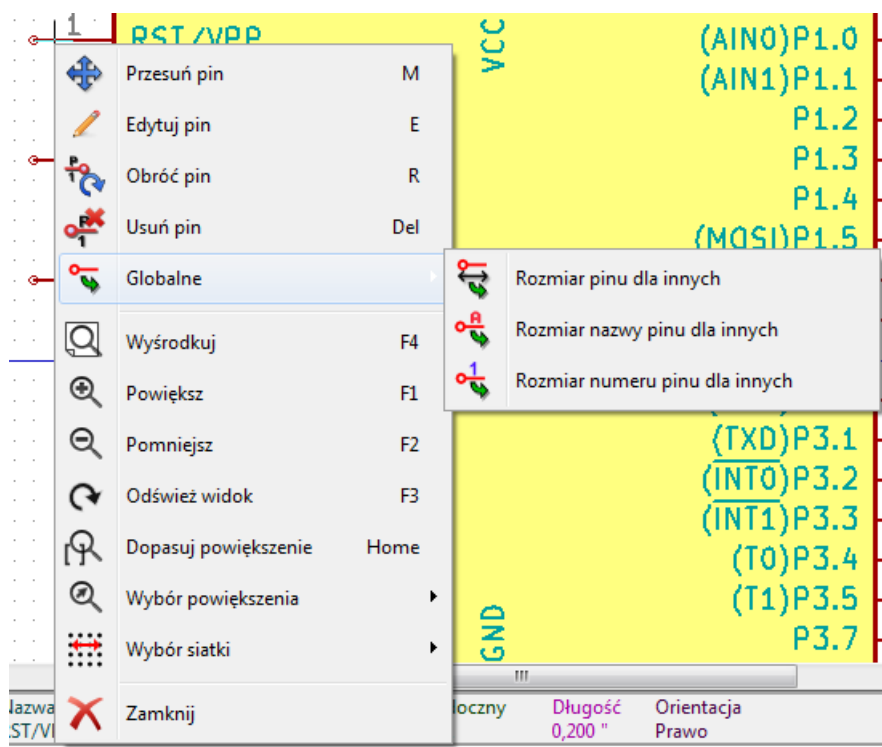 1
RST/VPP
VCC
(AIN0)P1.0
(AIN1)P1.1
P1.2
P1.3
P1.4
(MOSI)P1.5
Przesuń pin M
Edytuj pin E
Obróć pin R
Usuń pin Del
Globalne
Rozmiar pinu dla innych
Rozmiar nazwy pinu dla innych
Rozmiar numeru pinu dla innych
Wyśrodkuj F4
Powiększ F1
Pomniejsz F2
Odśwież widok F3
Dopasuj powiększenie Home
Wybór powiększenia
Wybór siatki
Zamknij
(TXD)P3.1
(INT0)P3.2
(INT1)P3.3
(T0)P3.4
(T1)P3.5
P3.7
GND
Długość Orientacja
0,200 " Prawo